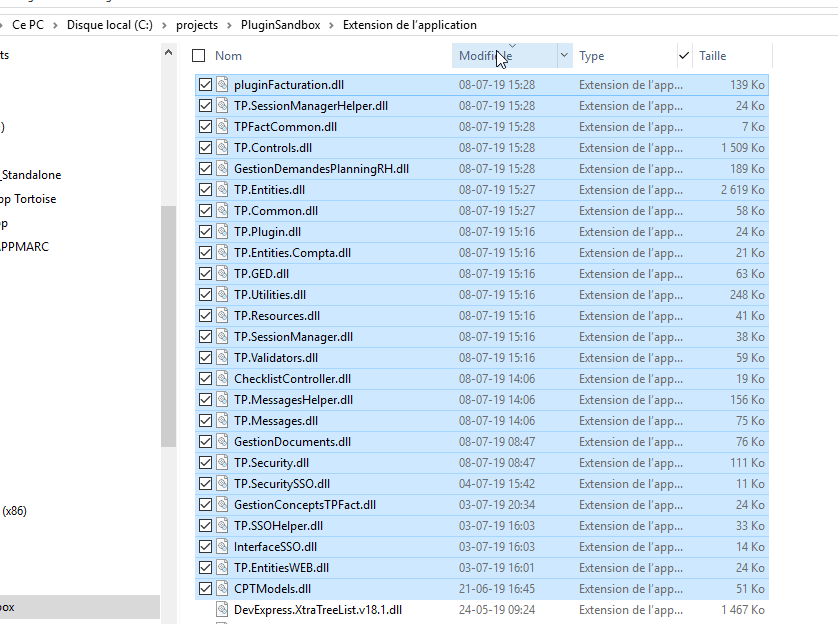 Ce PC > Disque local (C:) > projects > PluginSandbox > Extension de l'application
ts
Nom Modifié le Type Taille
pluginFacturation.dll 08-07-19 15:28 Extension de l'app... 139 Ko
TP.SessionManagerHelper.dll 08-07-19 15:28 Extension de l'app... 24 Ko
TPFactCommon.dll 08-07-19 15:28 Extension de l'app... 7 Ko
)
TP.Controls.dll 08-07-19 15:28 Extension de l'app... 1 509 Ko
GestionDemandesPlanningRH.dll 08-07-19 15:28 Extension de l'app... 189 Ko
_Standalone
TP.Entities.dll 08-07-19 15:27 Extension de l'app... 2 619 Ko
op Tortoise
TP.Common.dll 08-07-19 15:27 Extension de l'app... 58 Ko
p
TP.Plugin.dll 08-07-19 15:16 Extension de l'app... 24 Ko
APPMARC
TP.Entities.Compta.dll 08-07-19 15:16 Extension de l'app... 21 Ko
TP.GED.dll 08-07-19 15:16 Extension de l'app... 63 Ko
TP.Utilities.dll 08-07-19 15:16 Extension de l'app... 248 Ko
TP.Resources.dll 08-07-19 15:16 Extension de l'app... 41 Ko
TP.SessionManager.dll 08-07-19 15:16 Extension de l'app... 38 Ko
TP.Validators.dll 08-07-19 15:16 Extension de l'app... 59 Ko
ChecklistController.dll 08-07-19 14:06 Extension de l'app... 19 Ko
TP.MessagesHelper.dll 08-07-19 14:06 Extension de l'app... 156 Ko
TP.Messages.dll 08-07-19 14:06 Extension de l'app... 75 Ko
GestionDocuments.dll 08-07-19 08:47 Extension de l'app... 76 Ko
TP.Security.dll 08-07-19 08:47 Extension de l'app... 111 Ko
TP.SecuritySSO.dll 04-07-19 15:42 Extension de l'app... 11 Ko
GestionConceptsTPFact.dll 03-07-19 20:34 Extension de l'app... 24 Ko
(x86)
TP.SSOHelper.dll 03-07-19 16:03 Extension de l'app... 33 Ko
InterfaceSSO.dll 03-07-19 16:03 Extension de l'app... 14 Ko
TP.EntitiesWEB.dll 03-07-19 16:01 Extension de l'app... 24 Ko
CPTModels.dll 21-06-19 16:45 Extension de l'app... 51 Ko
box
DevExpress.XtraTreeList.v18.1.dll 24-05-19 09:24 Extension de l'app... 1 467 Ko